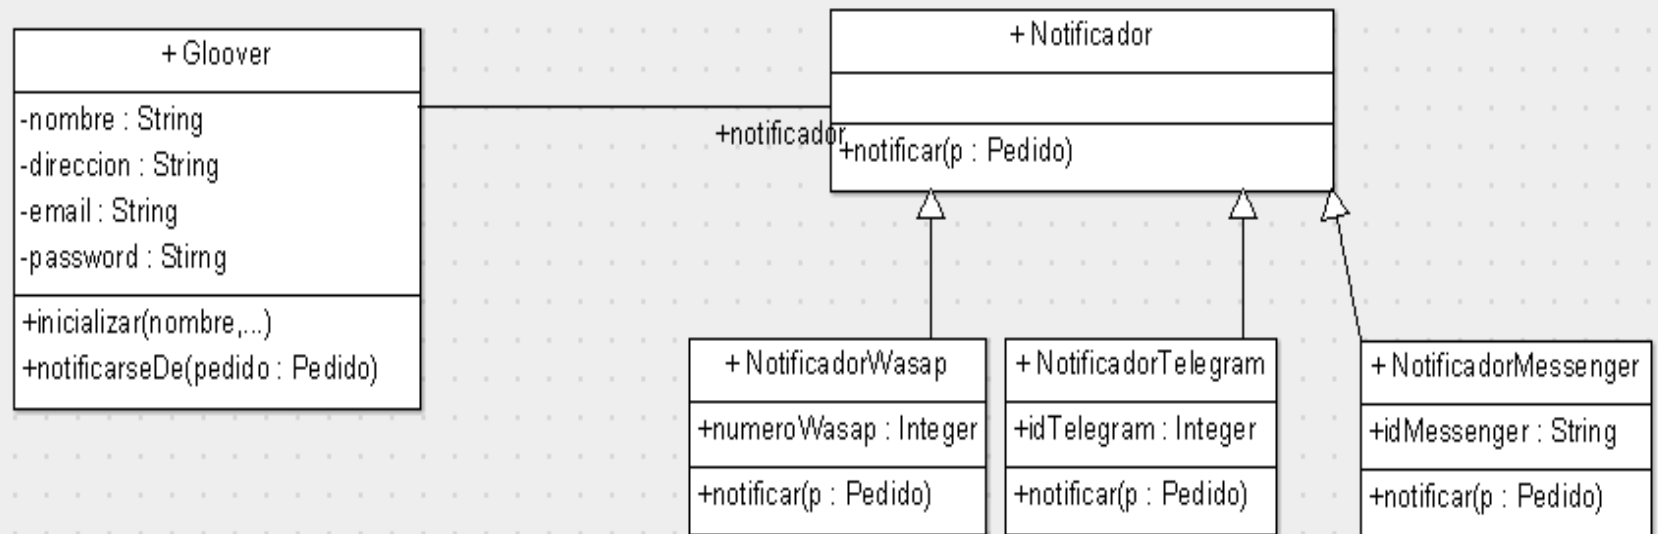 + Gloover
-nombre : String
-direccion : String
-email : String
-password : Stirng
+inicializar(nombre,...)
+notificarseDe(pedido : Pedido)
+notificador
+ Notificador
+notificar(p : Pedido)
+ NotificadorWasap
+numeroWasap : Integer
+notificar(p : Pedido)
+ NotificadorTelegram
+idTelegram : Integer
+notificar(p : Pedido)
+ NotificadorMessenger
+idMessenger : String
+notificar(p : Pedido)